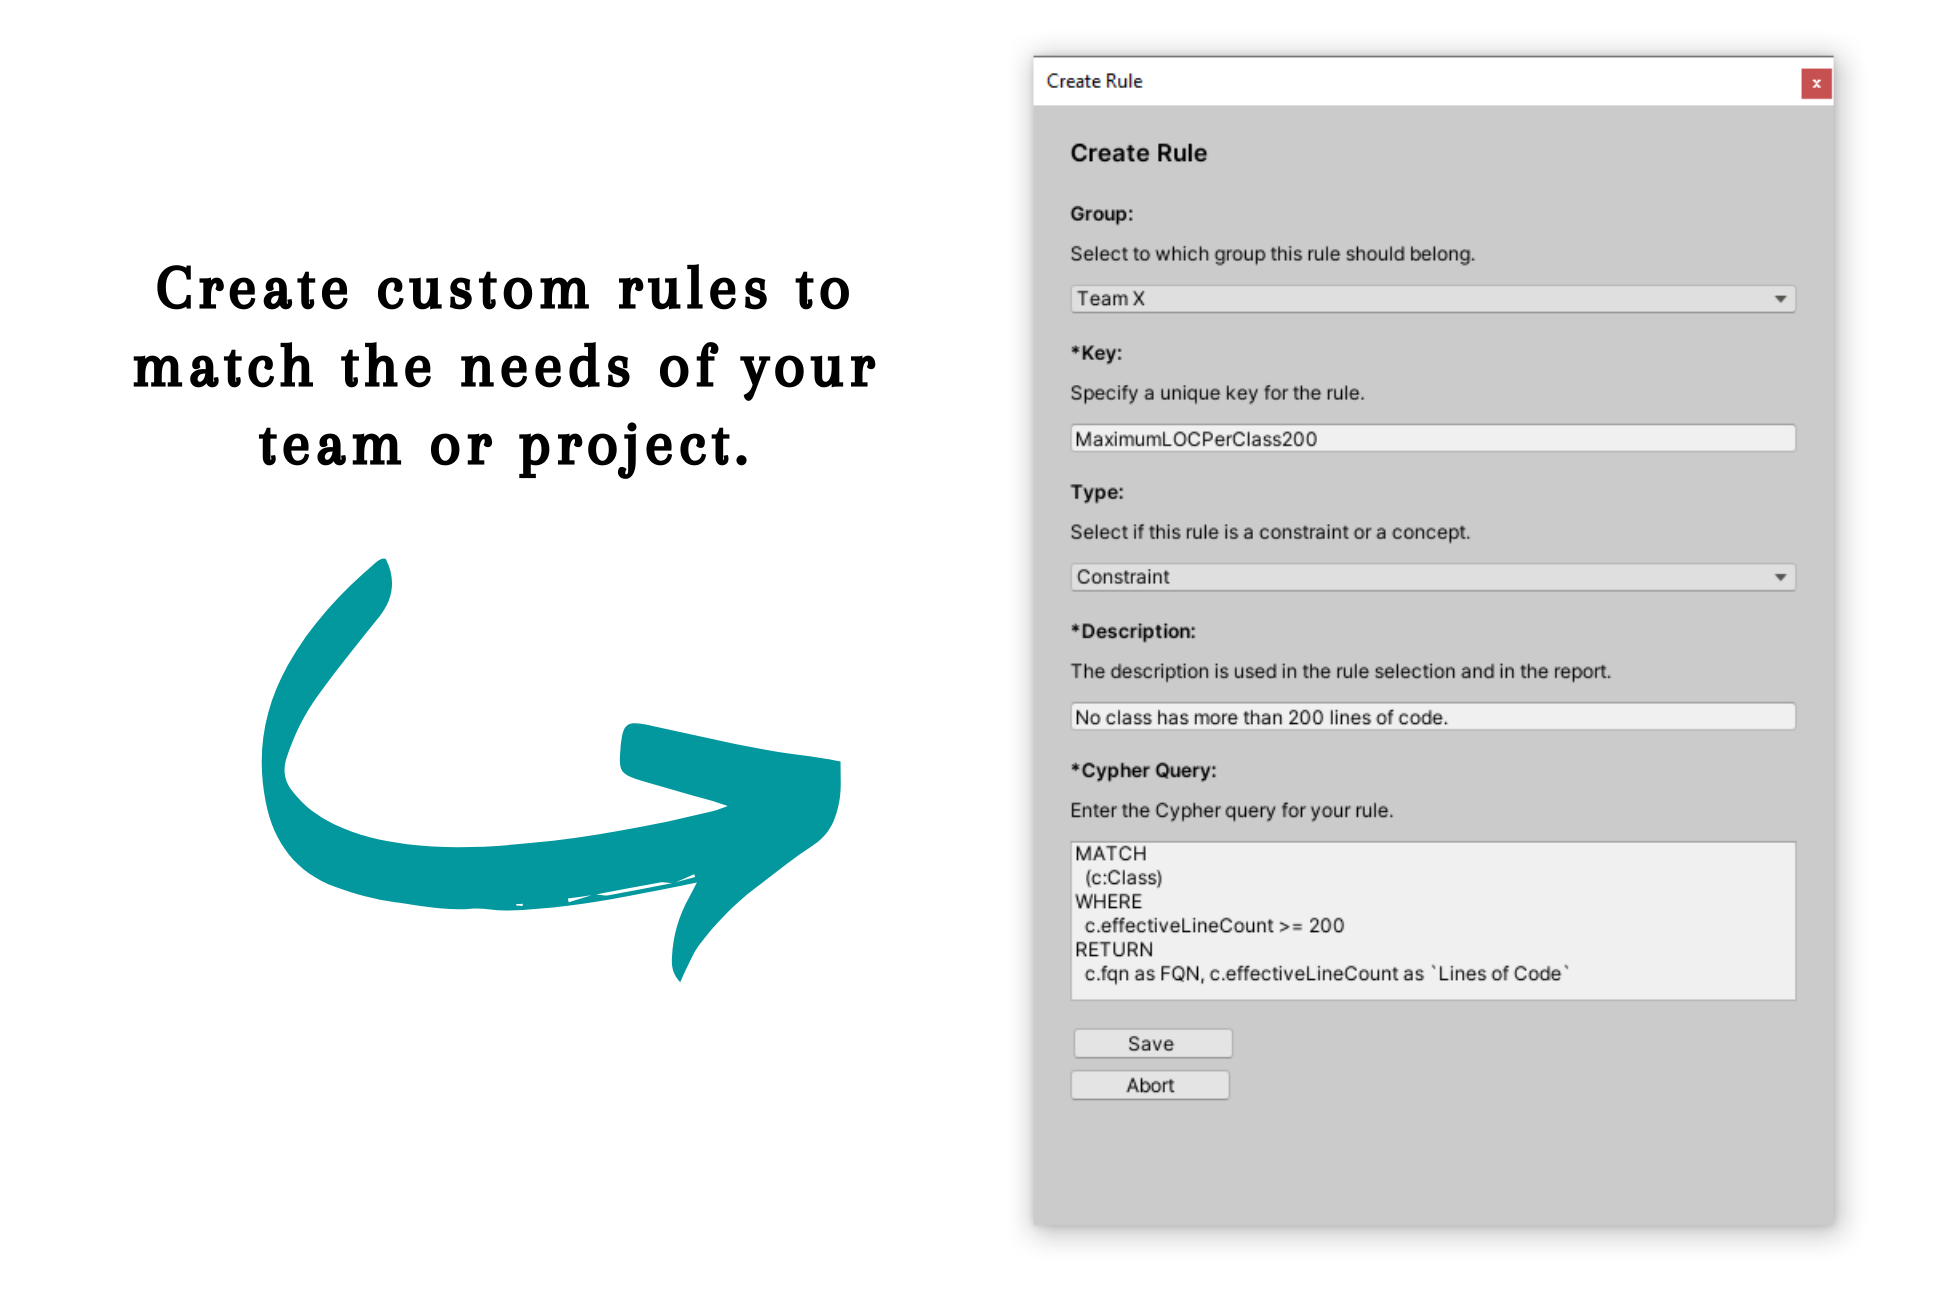 Create custom rules to
match the needs of your
team or project.
Create Rule
x
Create Rule
Group:
Select to which group this rule should belong.
Team X
*Key:
Specify a unique key for the rule.
MaximumLOCPerClass200
Type:
Select if this rule is a constraint or a concept.
Constraint
*Description:
The description is used in the rule selection and in the report.
No class has more than 200 lines of code.
*Cypher Query:
Enter the Cypher query for your rule.
MATCH
(c:Class)
WHERE
c.effectiveLineCount >= 200
RETURN
c.fqn as FQN, c.effectiveLineCount as `Lines of Code`
Save
Abort